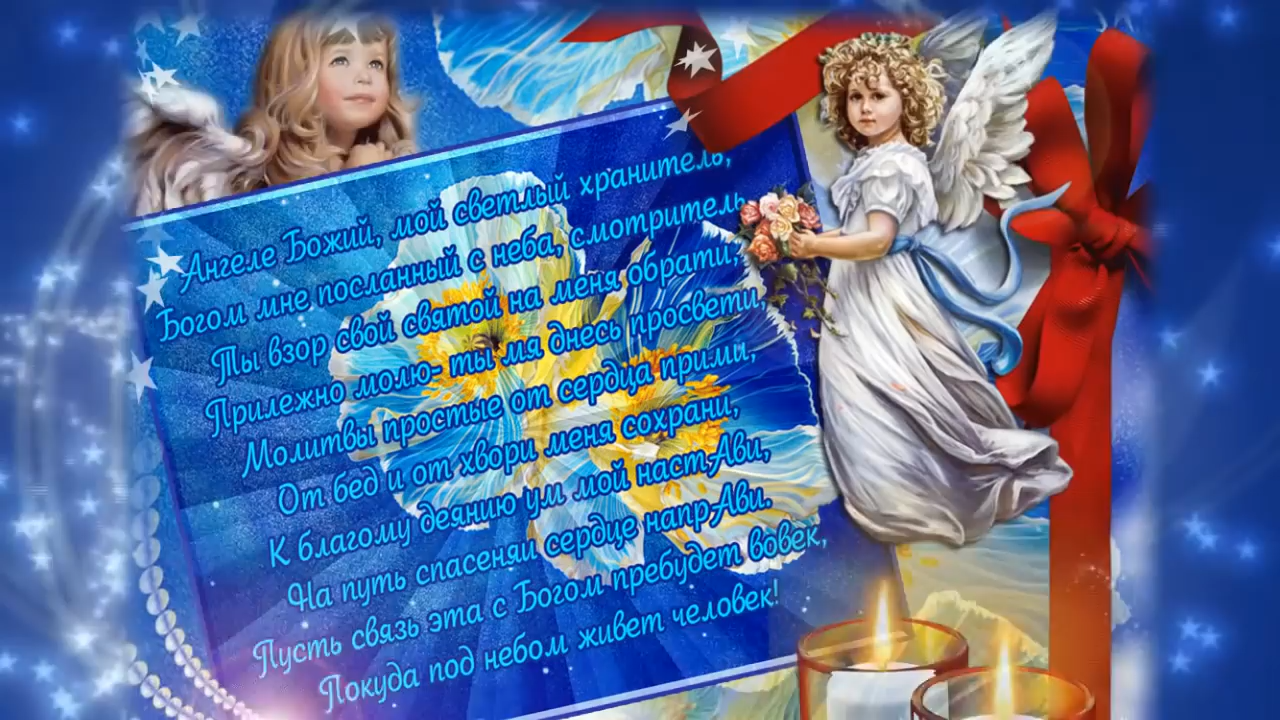 Ангеле Божий, мой светлый хранитель,
Богом мне посланный с неба, смотритель
Ты взор свой святой на меня обрати,
Прилежно молю- ты мя днесь просвети,
Молитвы простые от сердца прими,
От бед и от хвори меня сохрани,
К благому деянию ум мой настАви,
На путь спасеняи сердце напрАви.
Пусть связь эта с Богом пребудет вовек,
Покуда под небом живет человек!